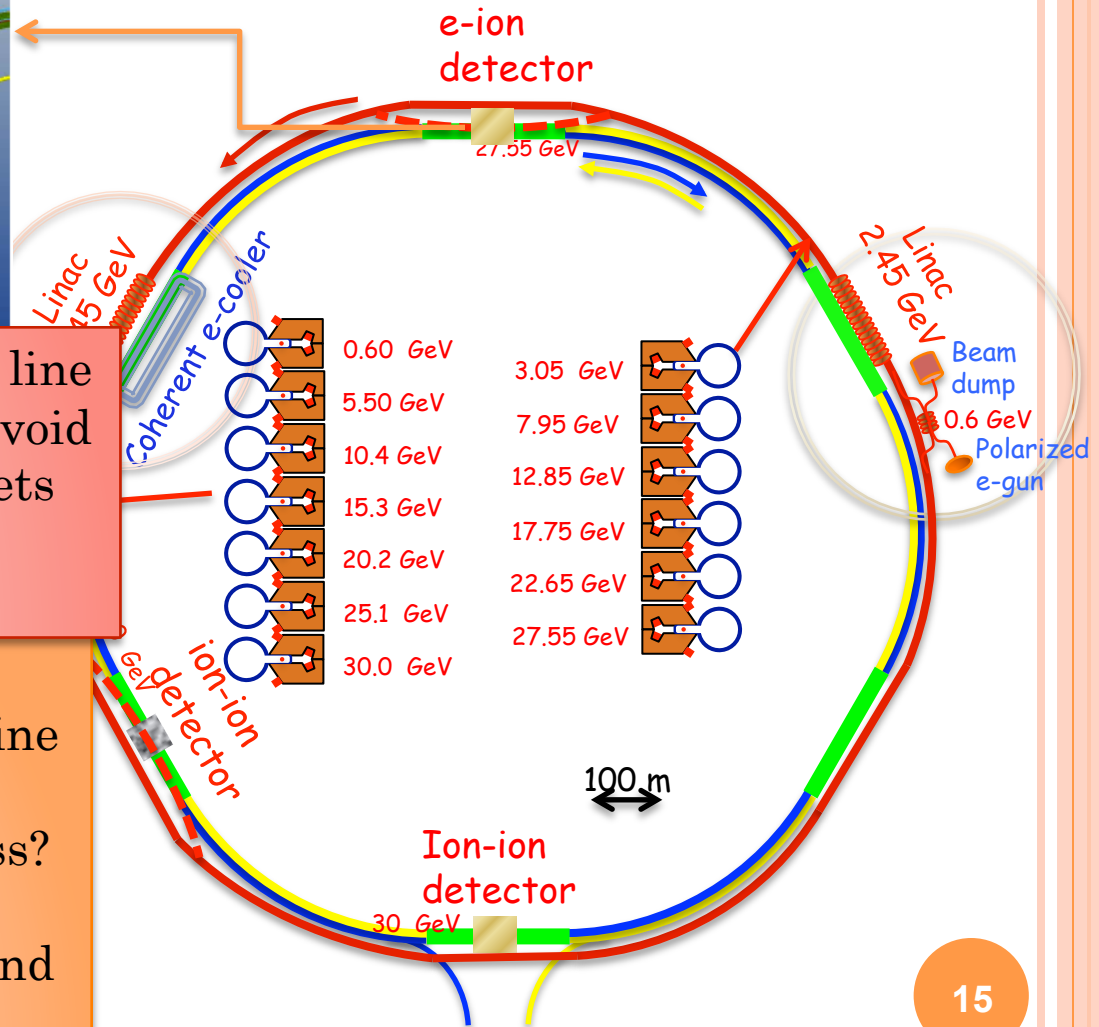 e-ion
detector
27.55 GeV
Linac
45 GeV
Coherent e-cooler
Linac
2.45 GeV
Beam
dump
0.6 GeV
Polarized
e-gun
0.60 GeV
5.50 GeV
10.4 GeV
15.3 GeV
20.2 GeV
25.1 GeV
30.0 GeV
3.05 GeV
7.95 GeV
12.85 GeV
17.75 GeV
22.65 GeV
27.55 GeV
line
void
ets
GeV
ion-ion
detector
ine
ss?
nd
100 m
Ion-ion
detector
30 GeV
15